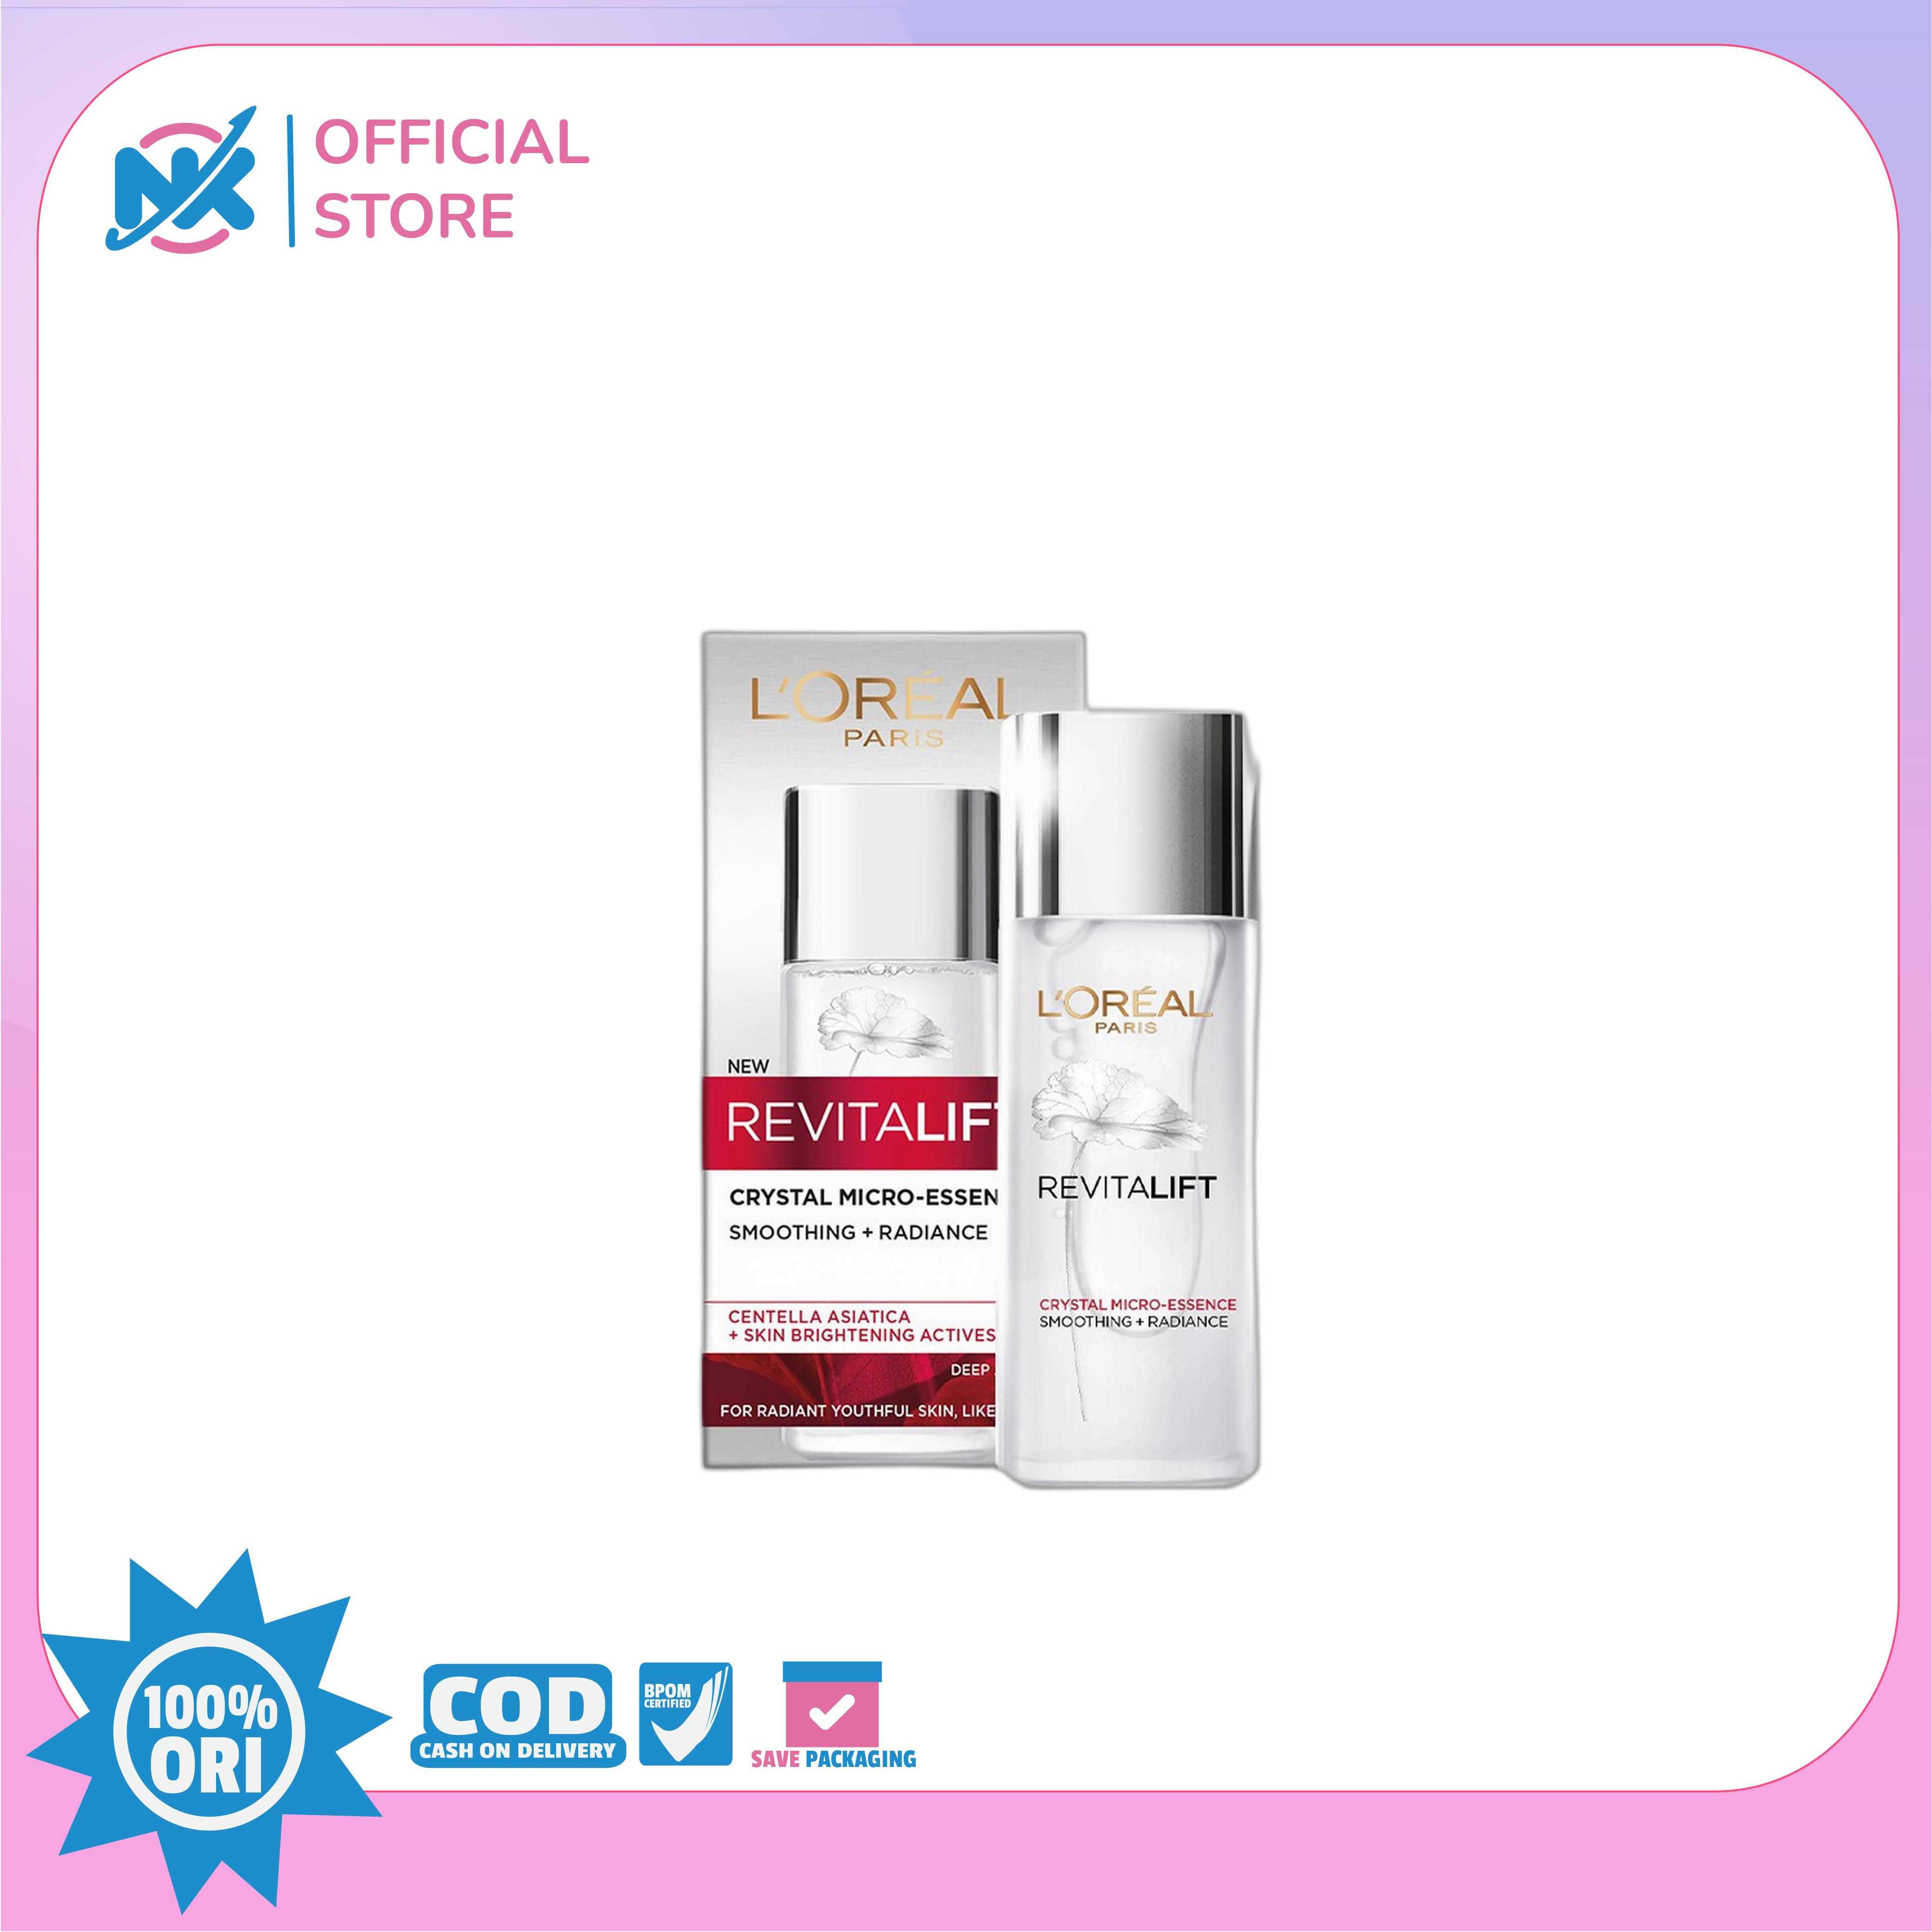 NK
OFFICIAL
STORE
L'ORÉAL
PARIS
NEW
REVITALIFT
CRYSTAL MICRO-ESSEN
SMOOTHING + RADIANCE
CENTELLA ASIATICA
+ SKIN BRIGHTENING ACTIVES
DEEP
FOR RADIANT YOUTHFUL SKIN, LIKE
L'ORÉAL
PARIS
REVITALIFT
CRYSTAL MICRO-ESSENCE
SMOOTHING + RADIANCE
100%
ORI
COD
CASH ON DELIVERY
BPOM
CERTIFIED
SAVE PACKAGING